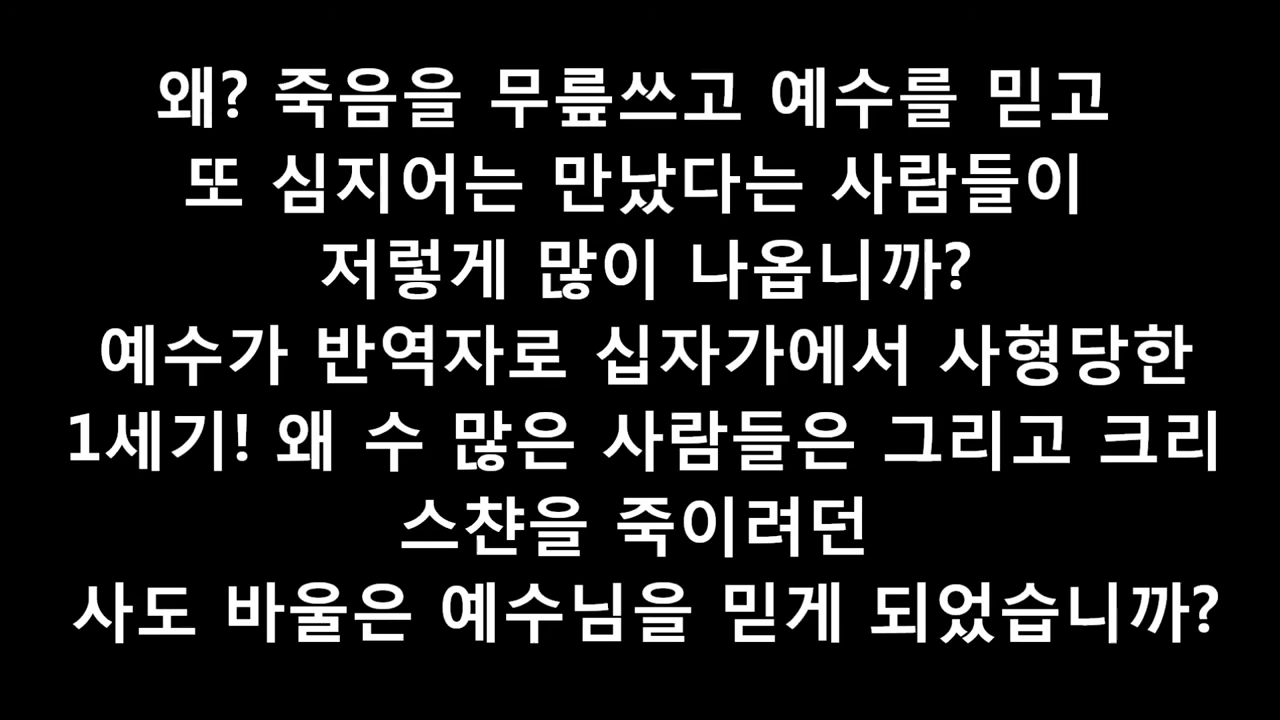 왜? 죽음을 무릎쓰고 예수를 믿고
또 심지어는 만났다는 사람들이
저렇게 많이 나옵니까?
예수가 반역자로 십자가에서 사형당한
1세기! 왜 수 많은 사람들은 그리고 크리
스챤을 죽이려던
사도 바울은 예수님을 믿게 되었습니까?